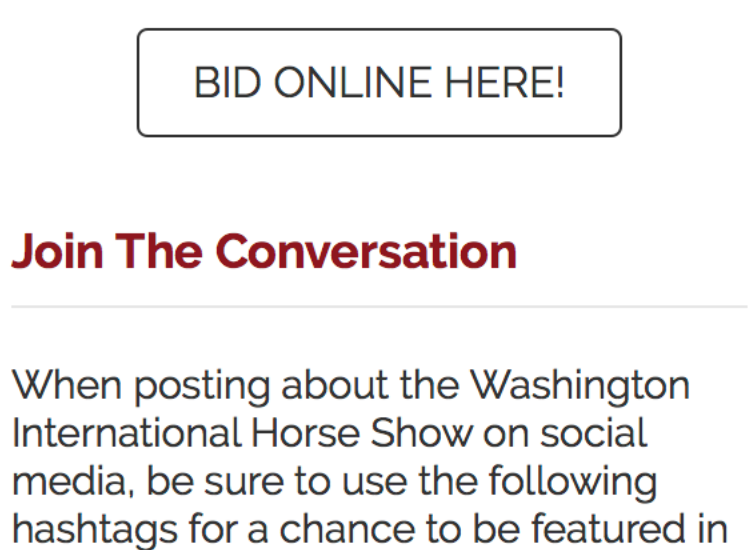 BID ONLINE HERE!
Join The Conversation
When posting about the Washington
International Horse Show on social
media, be sure to use the following
hashtags for a chance to be featured in